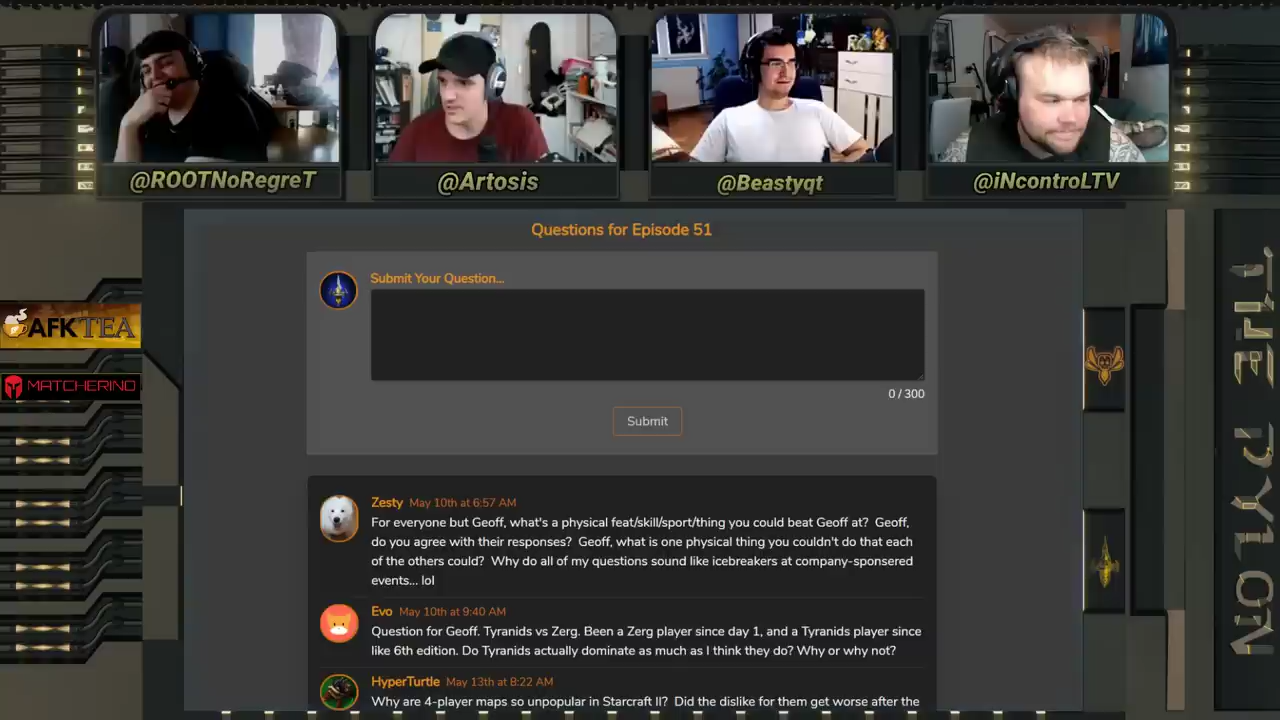 @ROOTNoRegreT
@Artosis
@Beastyqt
@iNcontroLTV
Questions for Episode 51
Submit Your Question...
0 / 300
Submit
AFKTEA
MATCHERINO
THE PYLON
Zesty May 10th at 6:57 AM
For everyone but Geoff, what's a physical feat/skill/sport/thing you could beat Geoff at? Geoff,
do you agree with their responses? Geoff, what is one physical thing you couldn't do that each
of the others could? Why do all of my questions sound like icebreakers at company-sponsered
events... lol
Evo May 10th at 9:40 AM
Question for Geoff. Tyranids vs Zerg. Been a Zerg player since day 1, and a Tyranids player since
like 6th edition. Do Tyranids actually dominate as much as I think they do? Why or why not?
HyperTurtle May 13th at 8:22 AM
Why are 4-player maps so unpopular in Starcraft II? Did the dislike for them get worse after the